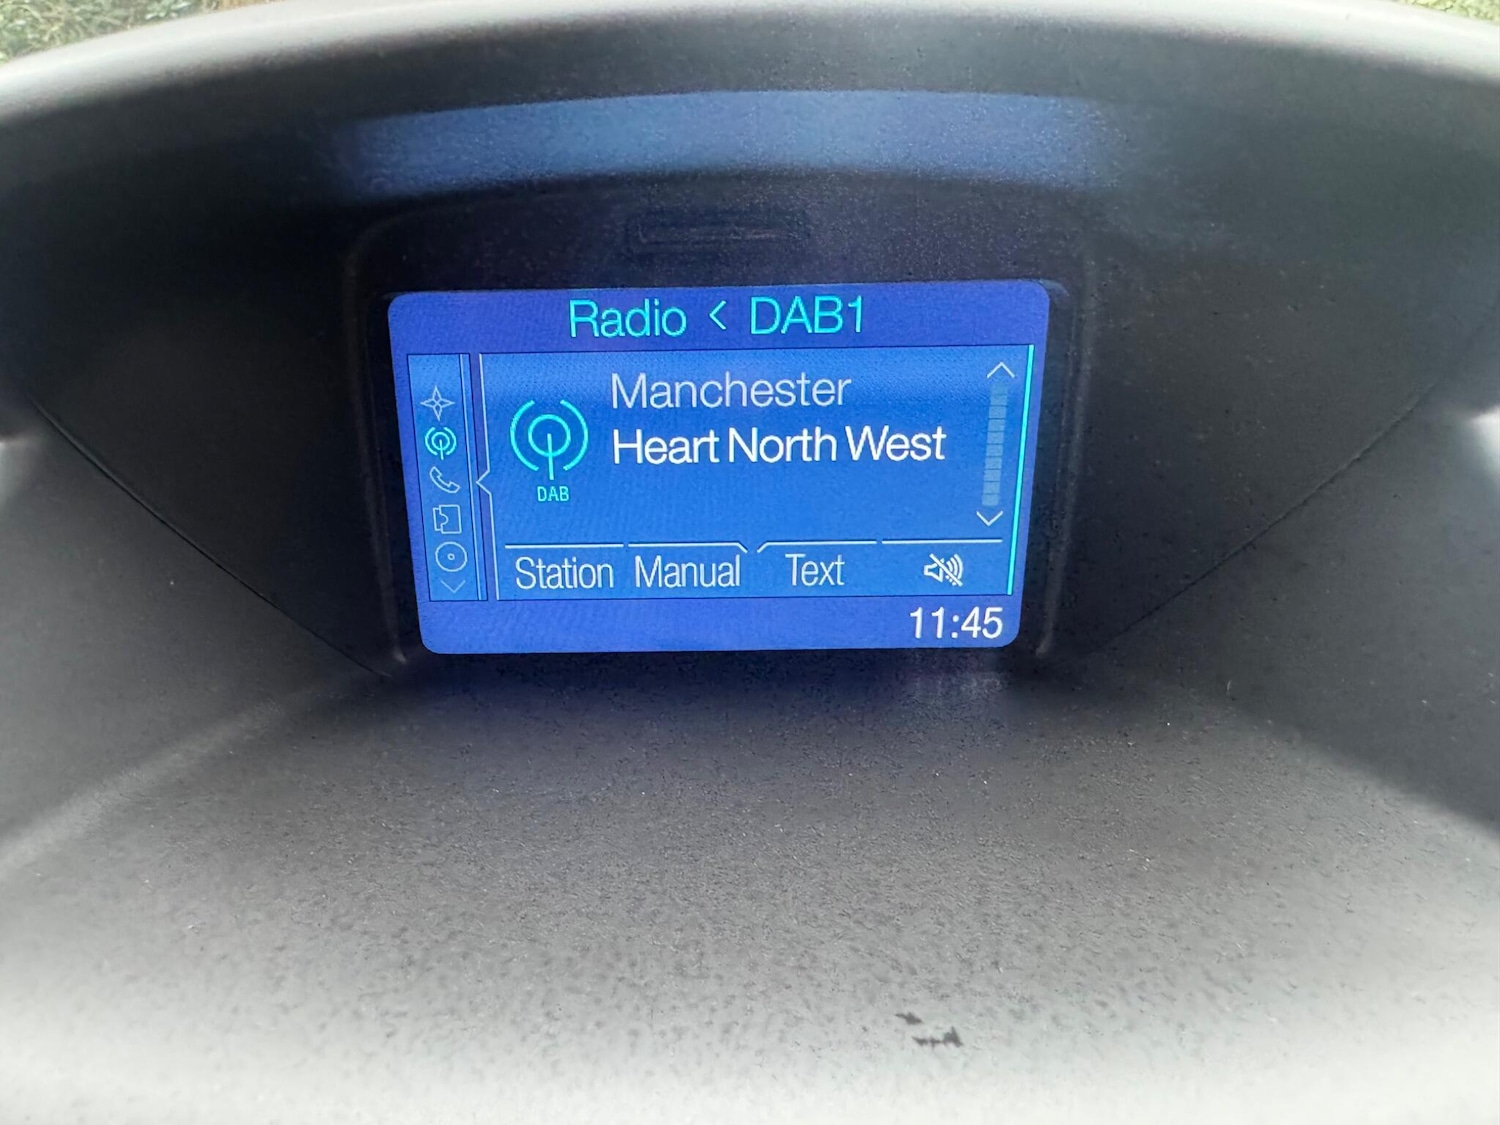 Radio < DAB1
Manchester
Heart North West
DAB
Station Manual Text
11:45